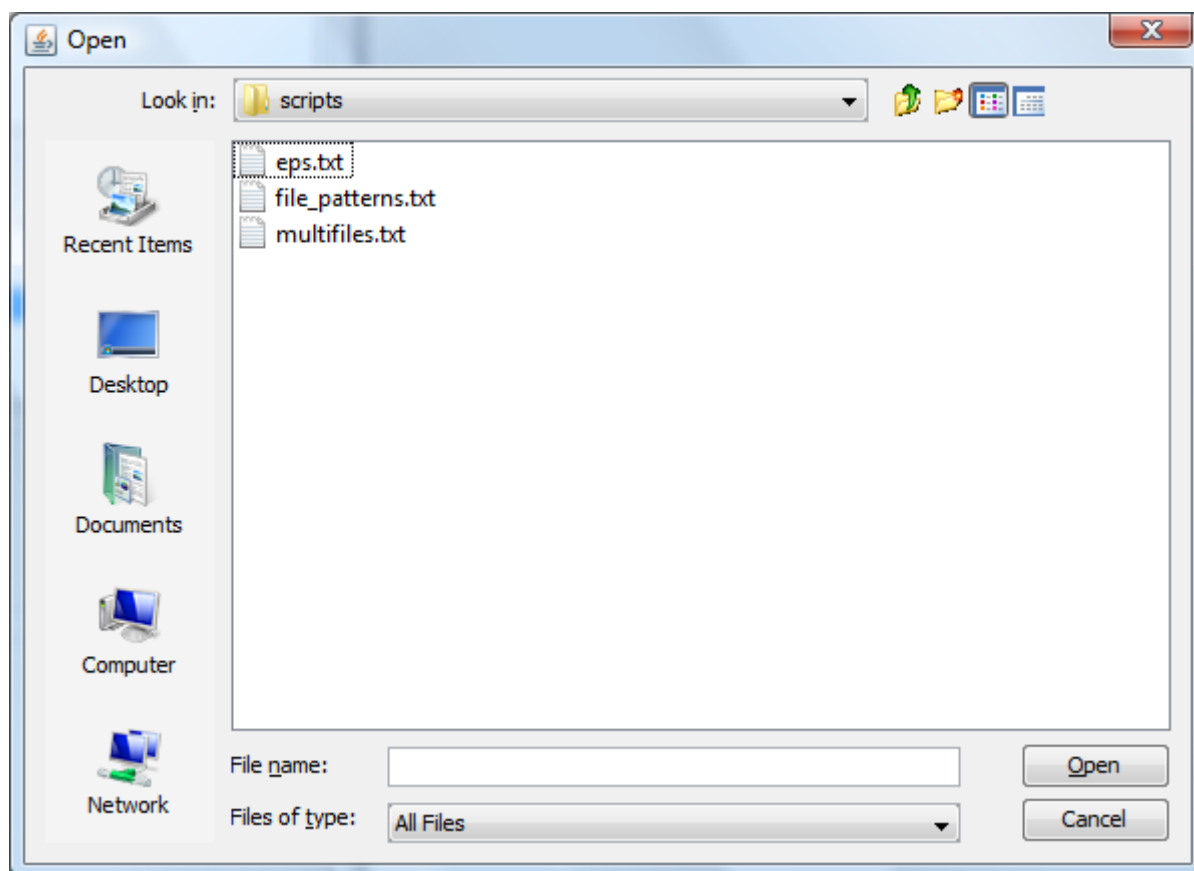 Open
X
Look in: scripts
eps.txt
file_patterns.txt
multifiles.txt
Recent Items
Desktop
Documents
Computer
Network
File name:
Open
Files of type: All Files
Cancel